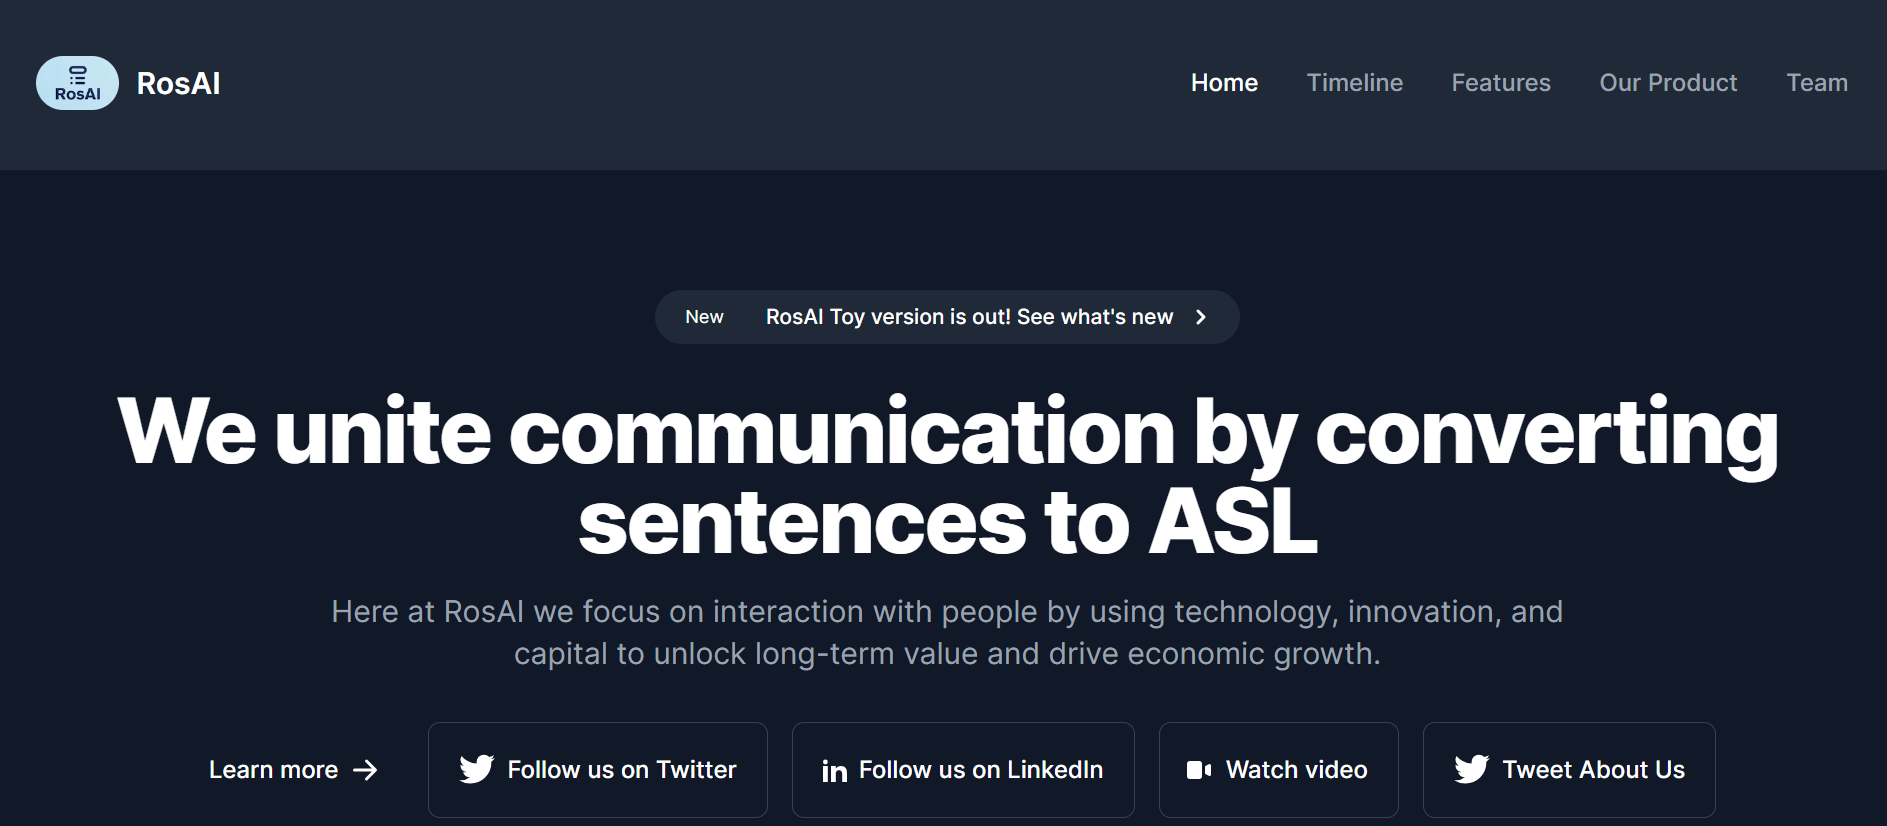 RosAI
RosAI
Home
Timeline
Features
Our Product
Team
New
RosAI Toy version is out! See what's new
We unite communication by converting
sentences to ASL
Here at RosAI we focus on interaction with people by using technology, innovation, and
capital to unlock long-term value and drive economic growth.
Learn more
Follow us on Twitter
in Follow us on LinkedIn
Watch video
Tweet About Us